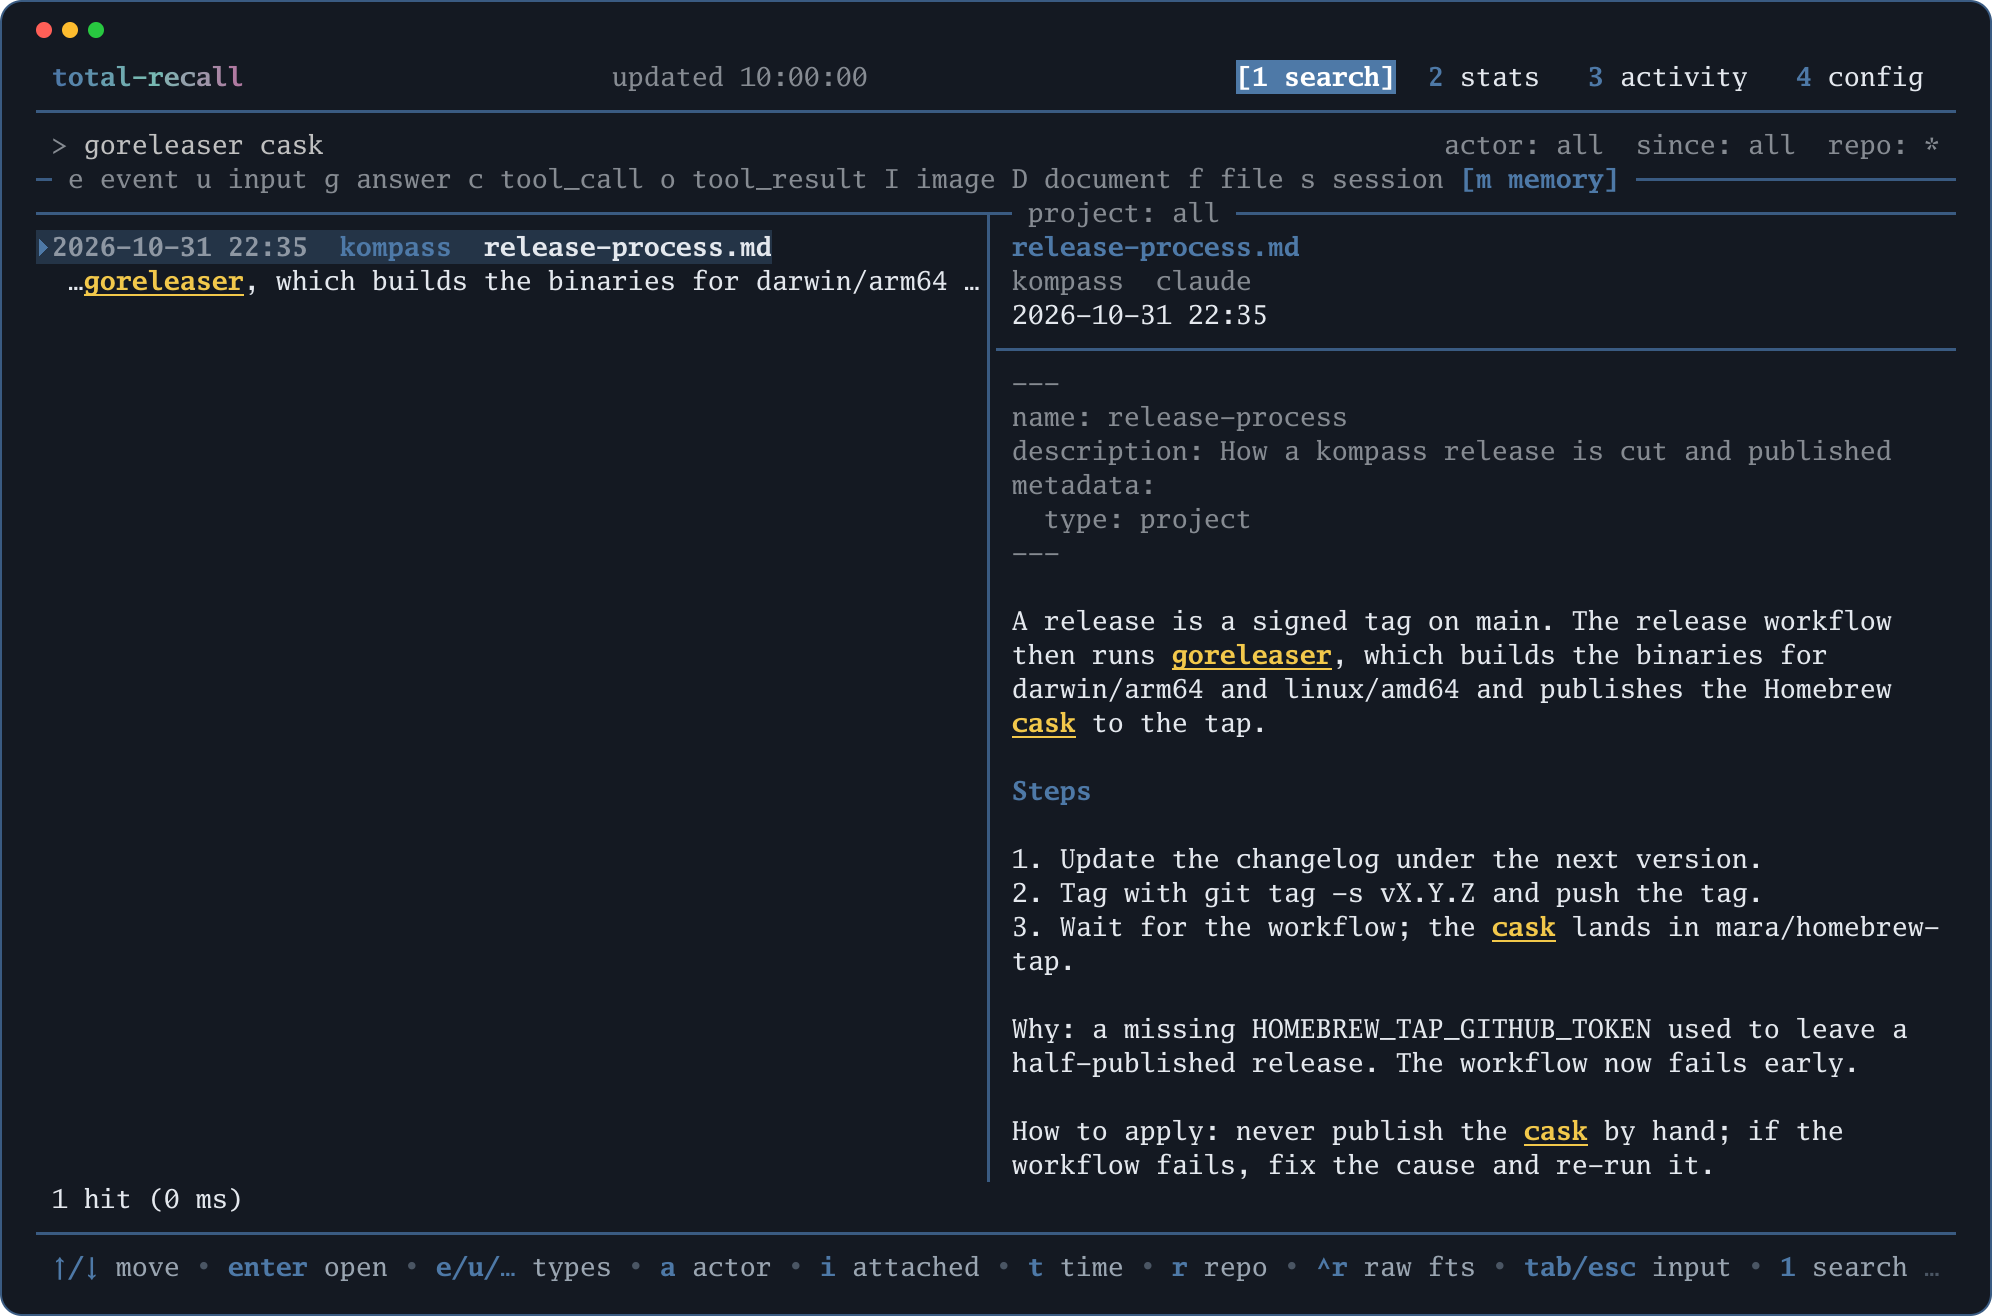 total-recall updated 10:00:00 [1 search] 2 stats 3 activity 4 config
> goreleaser cask actor: all since: all repo: *
e event u input g answer c tool_call o tool_result I image D document f file s session [m memory]
project: all
▸2026-10-31 22:35 kompass release-process.md
…goreleaser, which builds the binaries for darwin/arm64 …
1 hit (0 ms)
release-process.md
kompass claude
2026-10-31 22:35
---
name: release-process
description: How a kompass release is cut and published
metadata:
  type: project
---
A release is a signed tag on main. The release workflow
then runs goreleaser, which builds the binaries for
darwin/arm64 and linux/amd64 and publishes the Homebrew
cask to the tap.
Steps
1. Update the changelog under the next version.
2. Tag with git tag -s vX.Y.Z and push the tag.
3. Wait for the workflow; the cask lands in mara/homebrew-
tap.
Why: a missing HOMEBREW_TAP_GITHUB_TOKEN used to leave a
half-published release. The workflow now fails early.
How to apply: never publish the cask by hand; if the
workflow fails, fix the cause and re-run it.
↑/↓ move • enter open • e/u/… types • a actor • i attached • t time • r repo • ^r raw fts • tab/esc input • 1 search …